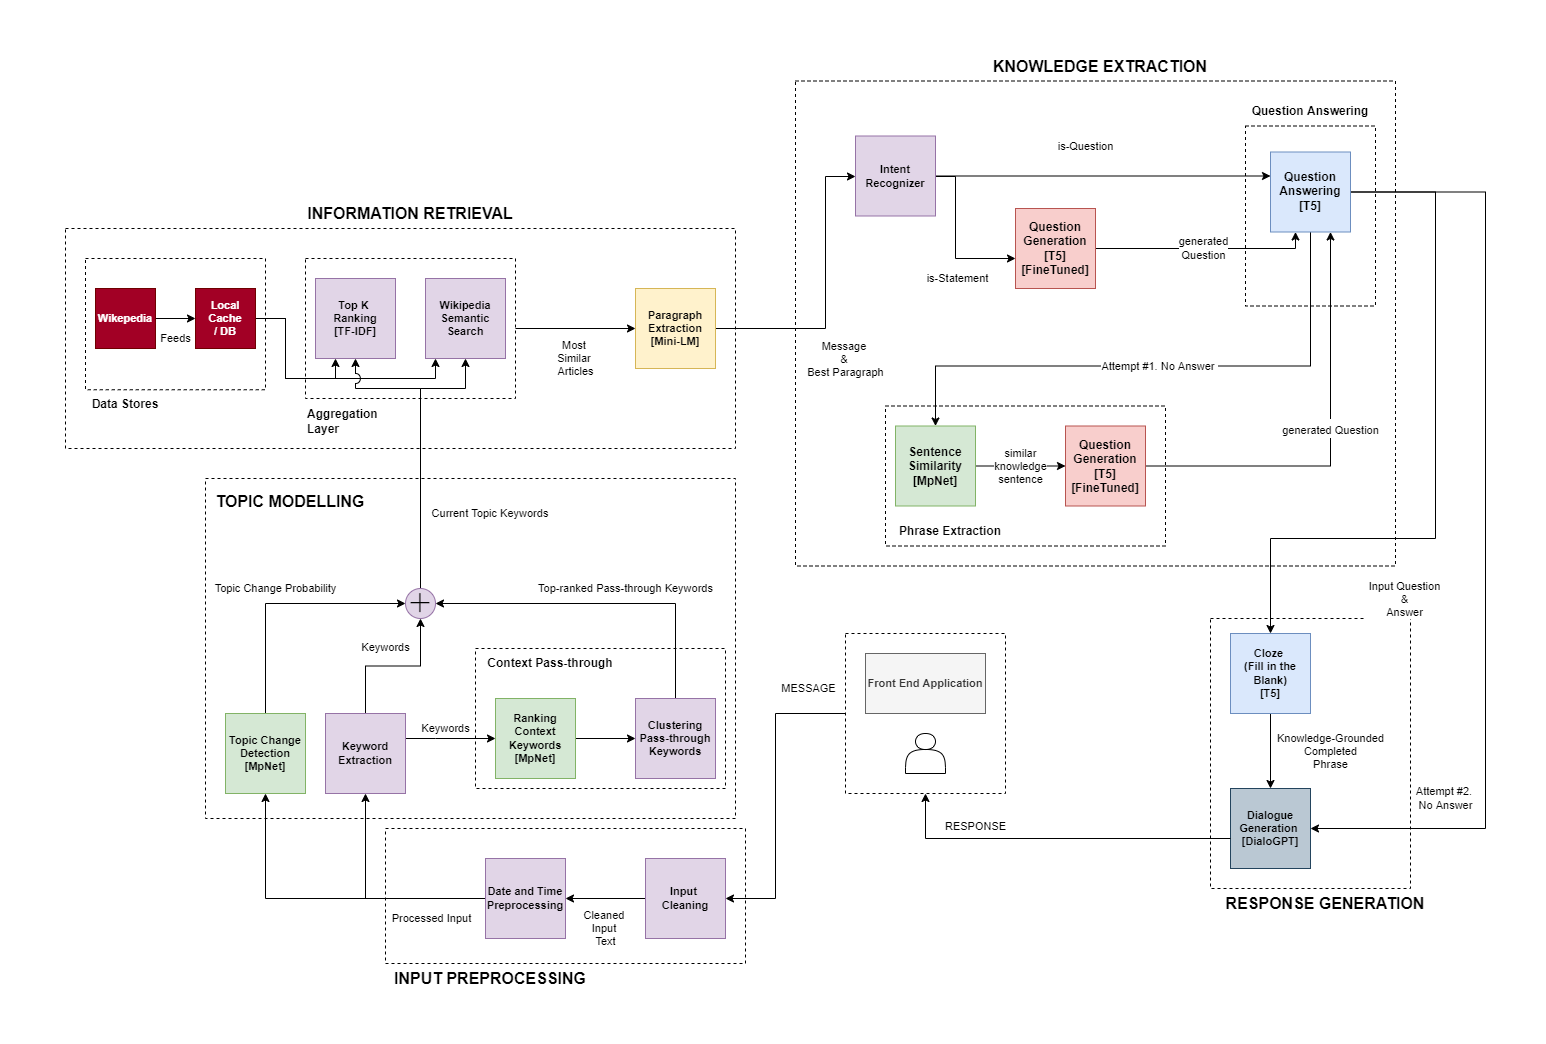 KNOWLEDGE EXTRACTION
Question Answering
is-Question
Intent
Recognizer
Question
Answering
[T5]
INFORMATION RETRIEVAL
Question
Generation
[T5]
[FineTuned]
generated
Question
is-Statement
Wikepedia
Feeds
Local
Cache
/ DB
Data Stores
Top K
Ranking
[TF-IDF]
Wikipedia
Semantic
Search
Aggregation
Layer
Most
Similar
Articles
Paragraph
Extraction
[Mini-LM]
Message
&
Best Paragraph
Attempt #1. No Answer
generated Question
Sentence
Similarity
[MpNet]
similar
knowledge
sentence
Question
Generation
[T5]
[FineTuned]
Phrase Extraction
TOPIC MODELLING
Current Topic Keywords
Topic Change Probability
Top-ranked Pass-through Keywords
Keywords
Context Pass-through
Topic Change
Detection
[MpNet]
Keyword
Extraction
Keywords
Ranking
Context
Keywords
[MpNet]
Clustering
Pass-through
Keywords
MESSAGE
Front End Application
RESPONSE
Input Question
&
Answer
Cloze
(Fill in the
Blank)
[T5]
Knowledge-Grounded
Completed
Phrase
Attempt #2.
No Answer
Dialogue
Generation
[DialoGPT]
RESPONSE GENERATION
Processed Input
Date and Time
Preprocessing
Cleaned
Input
Text
Input
Cleaning
INPUT PREPROCESSING